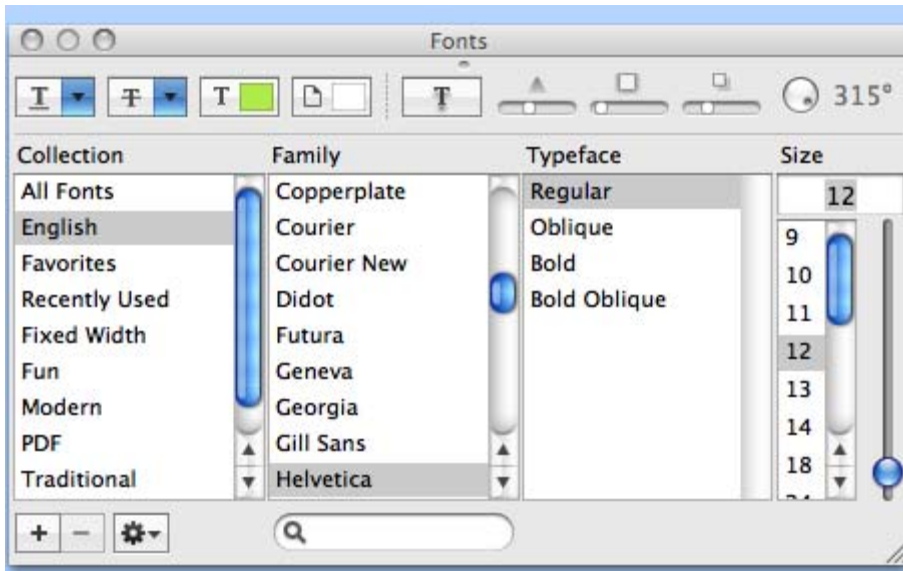 Fonts
T T T T 315°
Collection Family Typeface Size
All Fonts Copperplate Regular 12
English Courier Oblique 9
Favorites Courier New Bold 10
Recently Used Didot Bold Oblique 11
Fixed Width Futura 12
Fun Geneva 13
Modern Georgia 14
PDF Gill Sans 18
Traditional Helvetica